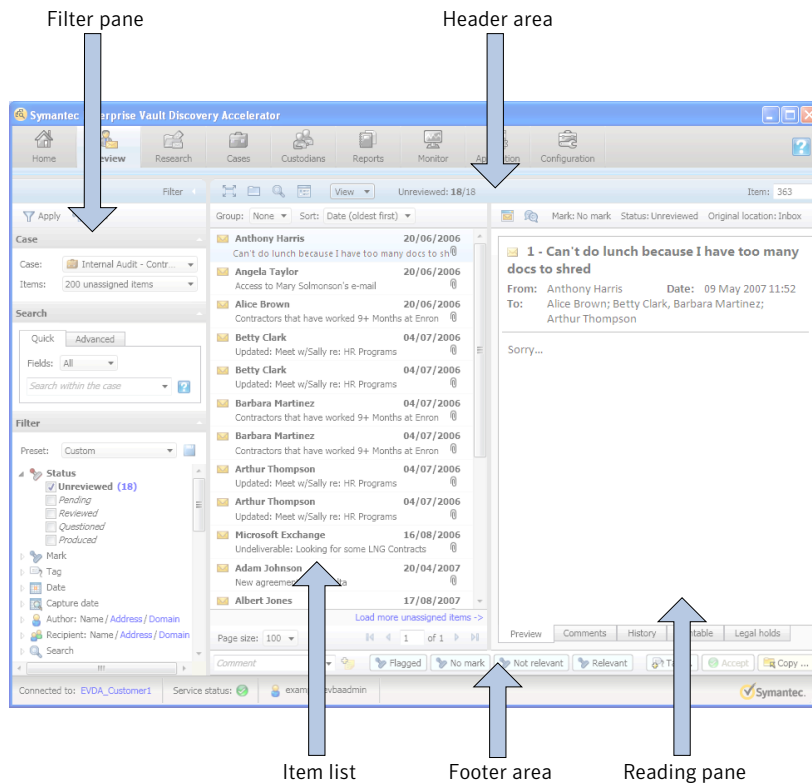 Filter pane
Header area
Symantec Enterprise Vault Discovery Accelerator
Home
Review
Research
Cases
Custodians
Reports
Monitor
Configuration
Filter
View
Unreviewed: 18/18
Item: 363
Apply
Group: None Sort: Date (oldest first)
Mark: No mark Status: Unreviewed Original location: Inbox
Case
Case: Internal Audit - Contr...
Items: 200 unassigned items
Search
Quick
Advanced
Fields: All
Search within the case
Filter
Preset: Custom
Status
Unreviewed (18)
Pending
Reviewed
Questioned
Produced
Mark
Tag
Date
Capture date
Author: Name / Address / Domain
Recipient: Name / Address / Domain
Search
Anthony Harris 20/06/2006
Can't do lunch because I have too many docs to sh
Angela Taylor 20/06/2006
Access to Mary Solmonson's e-mail
Alice Brown 20/06/2006
Contractors that have worked 9+ Months at Enron
Betty Clark 04/07/2006
Updated: Meet w/Sally re: HR Programs
Betty Clark 04/07/2006
Updated: Meet w/Sally re: HR Programs
Barbara Martinez 04/07/2006
Contractors that have worked 9+ Months at Enron
Barbara Martinez 04/07/2006
Contractors that have worked 9+ Months at Enron
Arthur Thompson 04/07/2006
Updated: Meet w/Sally re: HR Programs
Arthur Thompson 04/07/2006
Updated: Meet w/Sally re: HR Programs
Microsoft Exchange 16/08/2006
Undeliverable: Looking for some LNG Contracts
Adam Johnson 20/04/2007
New agreement
Albert Jones 17/08/2007
Load more unassigned items ->
Page size: 100
1 of 1
1 - Can't do lunch because I have too many
docs to shred
From: Anthony Harris Date: 09 May 2007 11:52
To: Alice Brown; Betty Clark, Barbara Martinez;
Arthur Thompson
Sorry...
Preview
Comments
History
Legal holds
Comment
Flagged
No mark
Not relevant
Relevant
Accept
Copy ...
Connected to: EVDA_Customer1
Service status:
Symantec.
Item list
Footer area
Reading pane